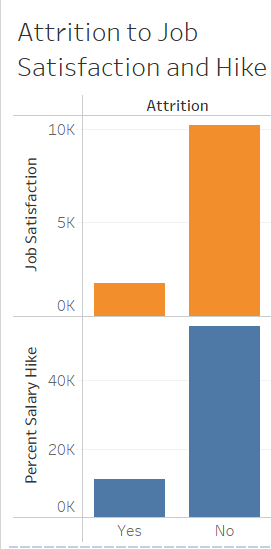 Attrition to Job
Satisfaction and Hike
Attrition
Job Satisfaction
10K
5K
0K
Percent Salary Hike
40K
20K
0K
Yes No